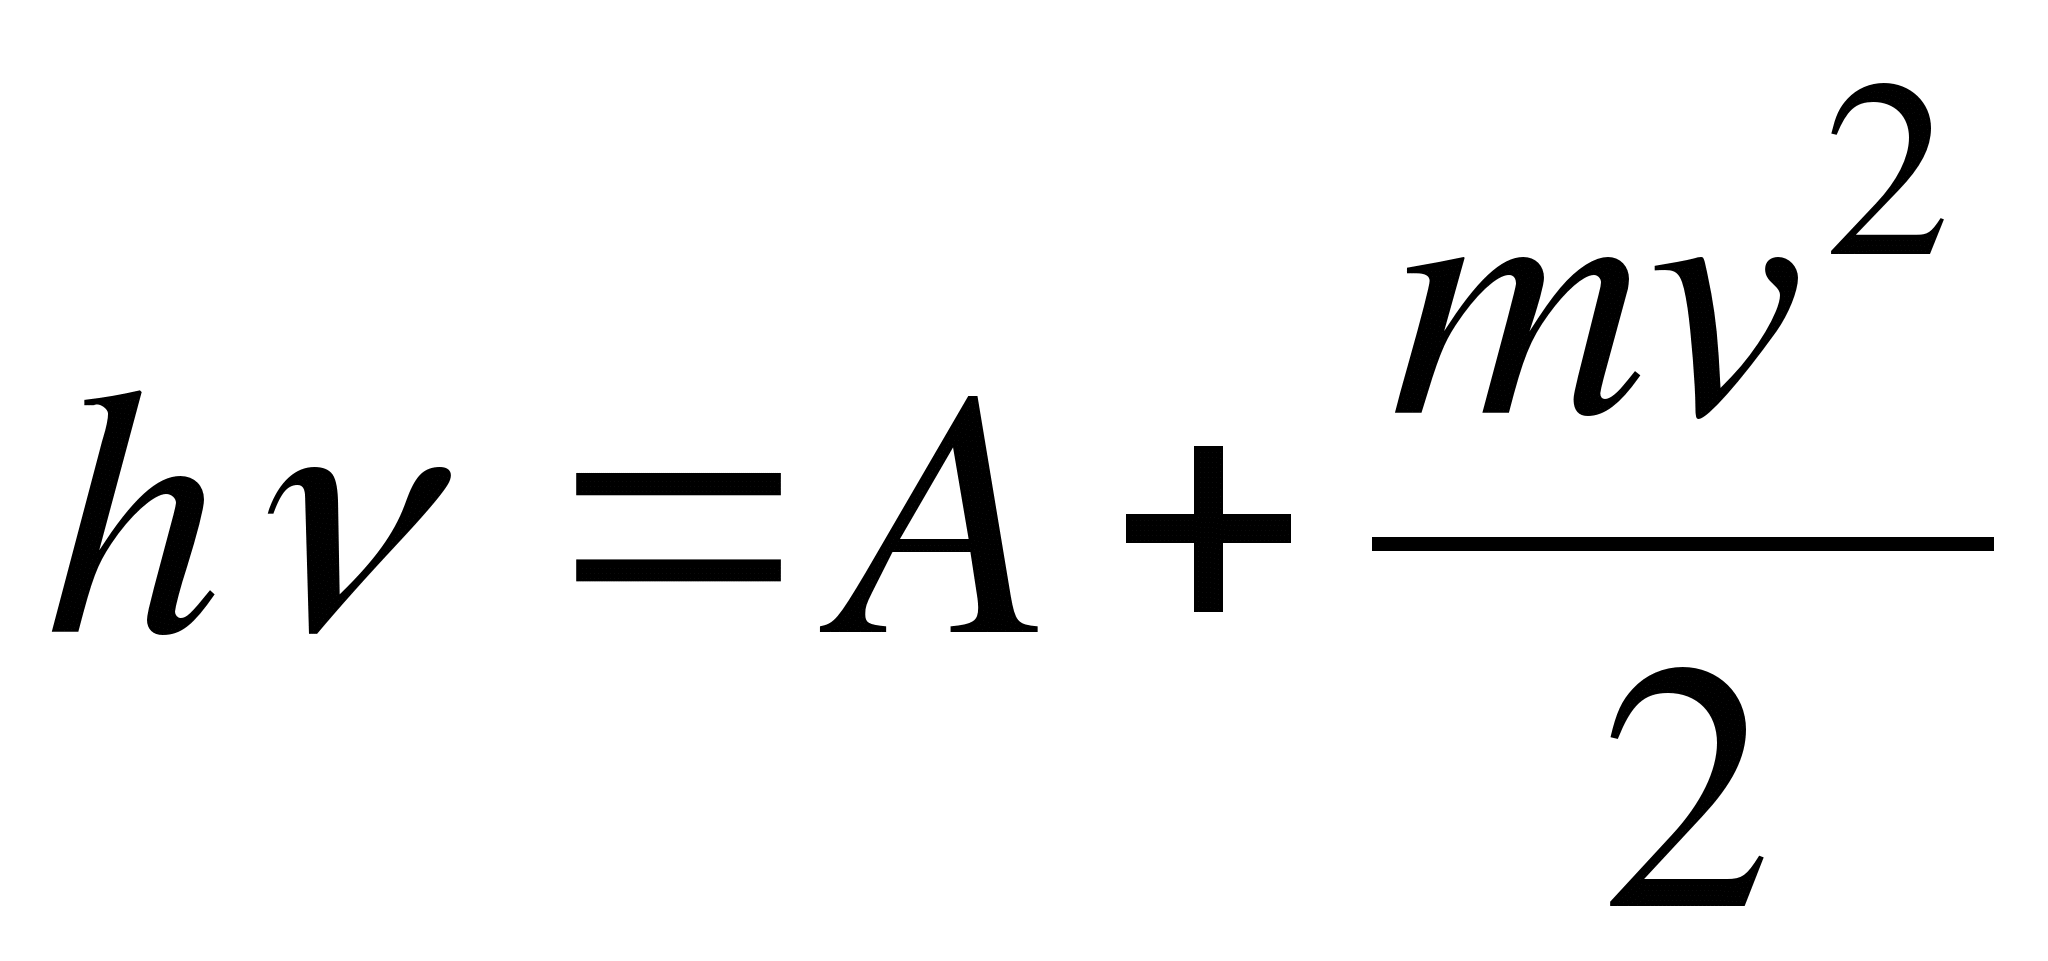 hν = A + mv²/2